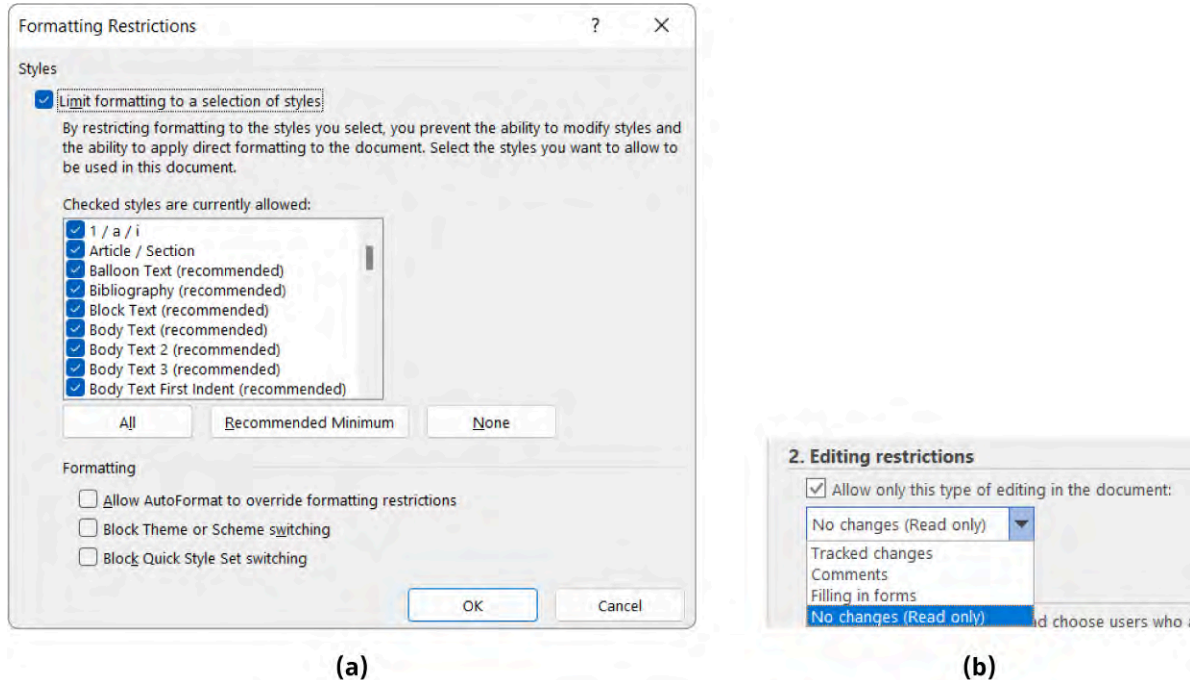 Formatting Restrictions ? ×
Styles
Limit formatting to a selection of styles
By restricting formatting to the styles you select, you prevent the ability to modify styles and
the ability to apply direct formatting to the document. Select the styles you want to allow to
be used in this document.
Checked styles are currently allowed:
1 / a / i
Article / Section
Balloon Text (recommended)
Bibliography (recommended)
Block Text (recommended)
Body Text (recommended)
Body Text 2 (recommended)
Body Text 3 (recommended)
Body Text First Indent (recommended)
All Recommended Minimum None
Formatting
Allow AutoFormat to override formatting restrictions
Block Theme or Scheme switching
Block Quick Style Set switching
OK Cancel
(a)
2. Editing restrictions
Allow only this type of editing in the document:
No changes (Read only)
Tracked changes
Comments
Filling in forms
No changes (Read only)
d choose users who
(b)